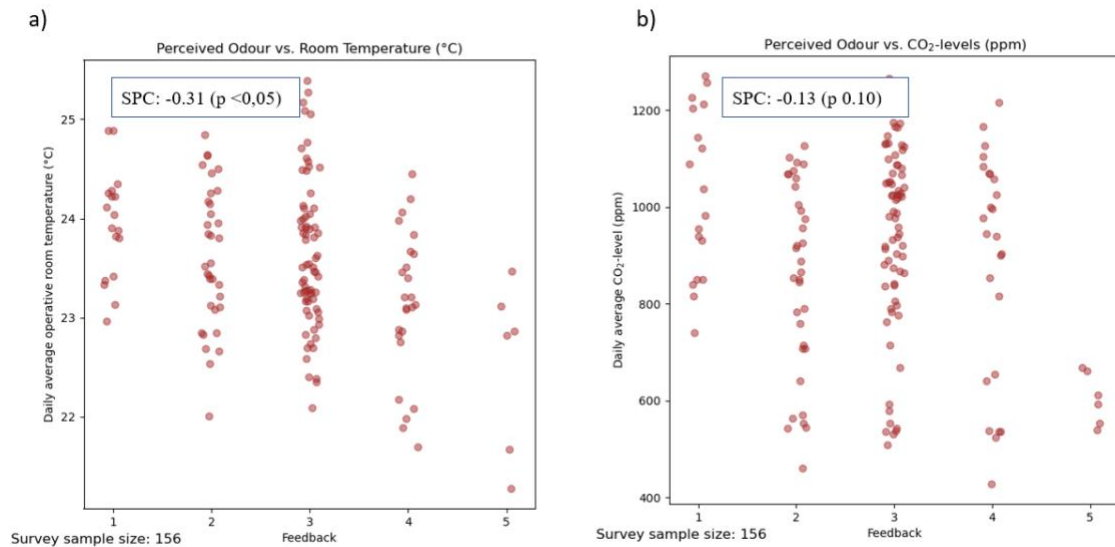 a)
Perceived Odour vs. Room Temperature (°C)
SPC: -0.31 (p <0,05)
Daily average operative room temperature (°C)
25
24
23
22
1 2 3 4 5
Feedback
Survey sample size: 156
b)
Perceived Odour vs. CO₂-levels (ppm)
SPC: -0.13 (p 0.10)
Daily average CO₂-level (ppm)
1200
1000
800
600
400
1 2 3 4 5
Feedback
Survey sample size: 156